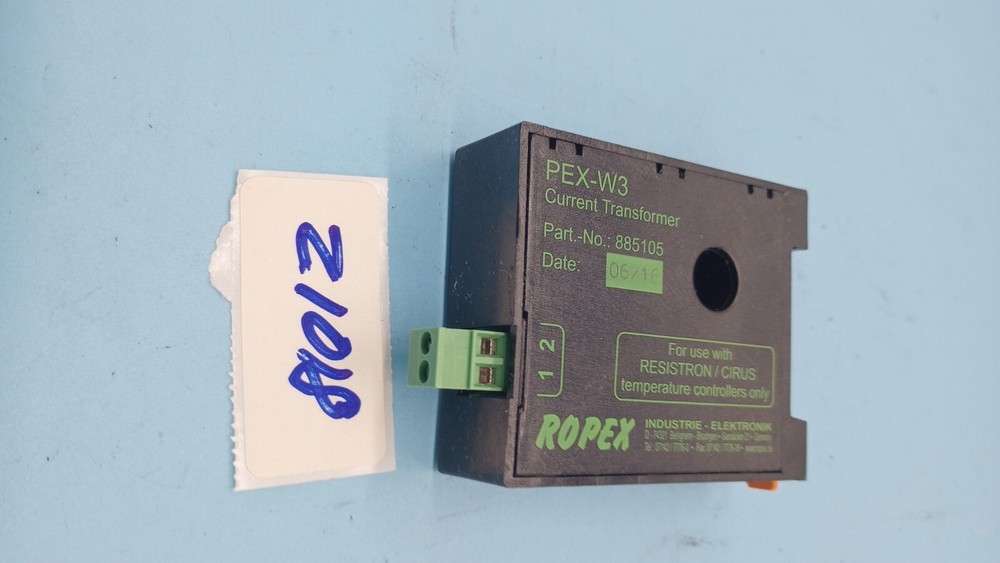 81012
PEX-W3
Current Transformer
Part.-No.: 885105
Date: 06/16
1 2
For use with
RESISTRON / CIRUS
temperature controllers only
ROPEX
INDUSTRIE - ELEKTRONIK